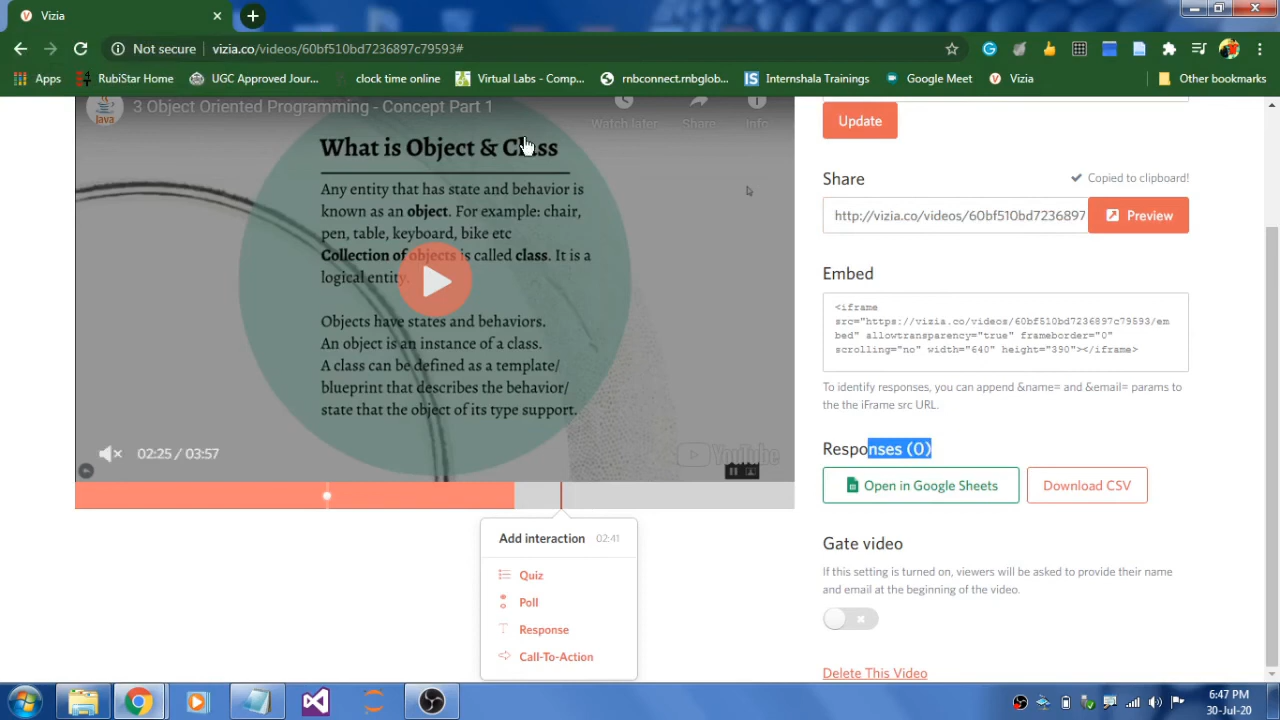 Vizia
Not secure vizia.co/videos/60bf510bd7236897c79593#
Apps RubiStar Home UGC Approved Jour... clock time online Virtual Labs - Comp... rnbconnect.mbglob... Internshala Trainings Google Meet Vizia Other bookmarks
3 Object Oriented Programming - Concept Part 1
Java
Watch later Share Info
What is Object & Class
Any entity that has state and behavior is
known as an object. For example: chair,
pen, table, keyboard, bike etc
Collection of objects is called class. It is a
logical entity.
Objects have states and behaviors.
An object is an instance of a class.
A class can be defined as a template/
blueprint that describes the behavior/
state that the object of its type support.
YouTube
02:25 / 03:57
Add interaction 02:41
Quiz
Poll
Response
Call-To-Action
Update
Share Copied to clipboard!
http://vizia.co/videos/60bf510bd7236897 Preview
Embed
<iframe
src="https://vizia.co/videos/60bf510bd7236897c79593/em
bed" allowtransparency="true" frameborder="0"
scrolling="no" width="640" height="390"></iframe>
To identify responses, you can append &name= and &email= params to
the the iFrame src URL.
Responses (0)
Open in Google Sheets Download CSV
Gate video
If this setting is turned on, viewers will be asked to provide their name
and email at the beginning of the video.
Delete This Video
6:47 PM
30-Jul-20